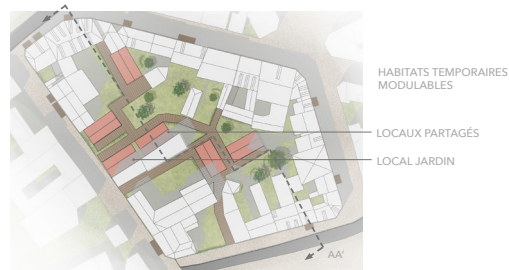 HABITATS TEMPORAIRES
MODULABLES
LOCAUX PARTAGÉS
LOCAL JARDIN
AA'